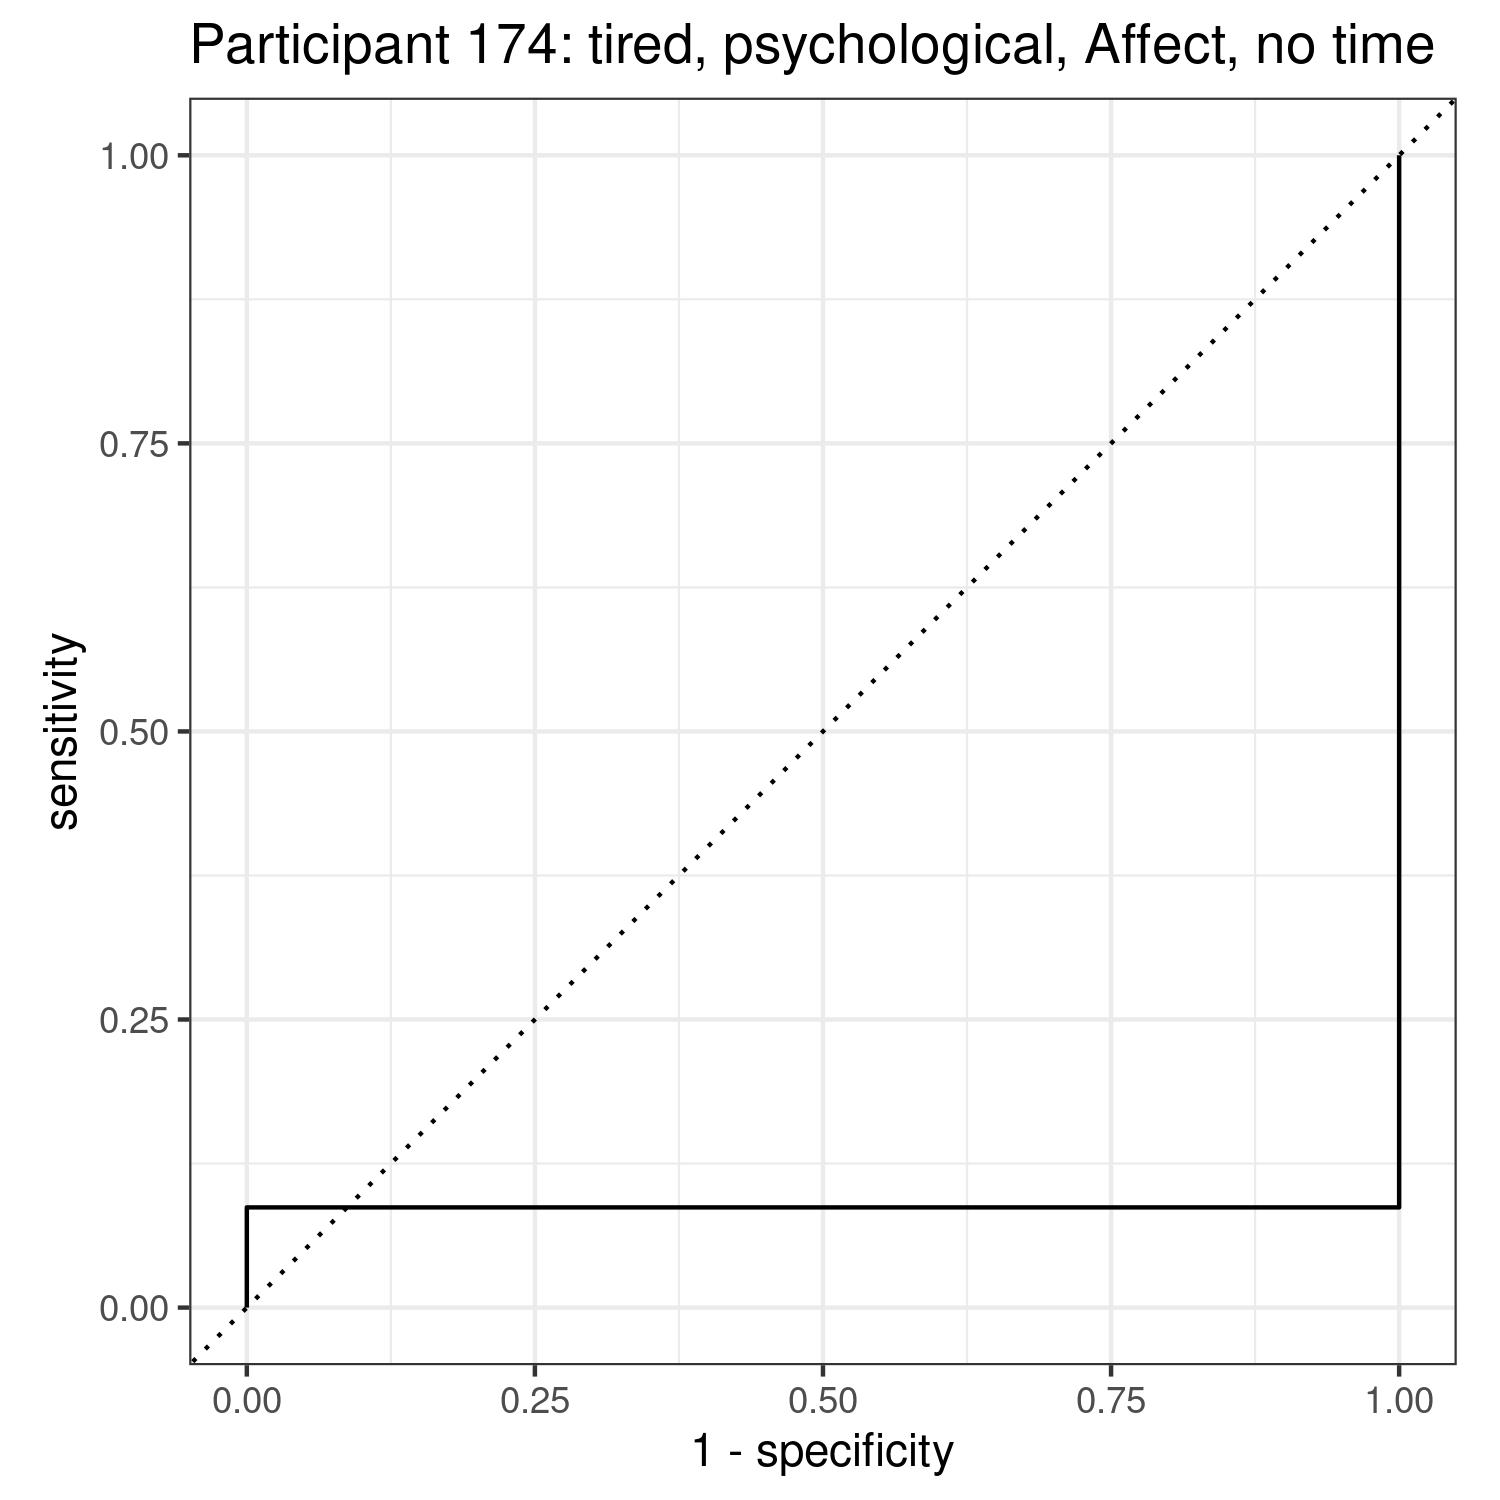 Participant 174: tired, psychological, Affect, no time
1.00
0.75
0.50
0.25
0.00
sensitivity
0.00 0.25 0.50 0.75 1.00
1 - specificity